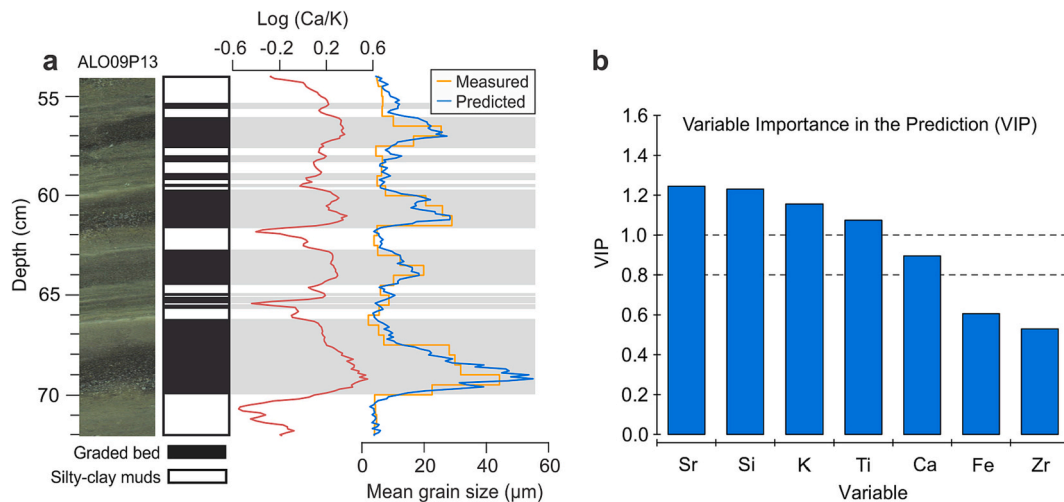 a
ALO09P13
Log (Ca/K)
-0.6 -0.2 0.2 0.6
Measured
Predicted
Depth (cm)
55
60
65
70
Graded bed
Silty-clay muds
0 20 40 60
Mean grain size (μm)
b
Variable Importance in the Prediction (VIP)
VIP
1.6
1.4
1.2
1.0
0.8
0.6
0.4
0.2
0.0
Sr Si K Ti Ca Fe Zr
Variable